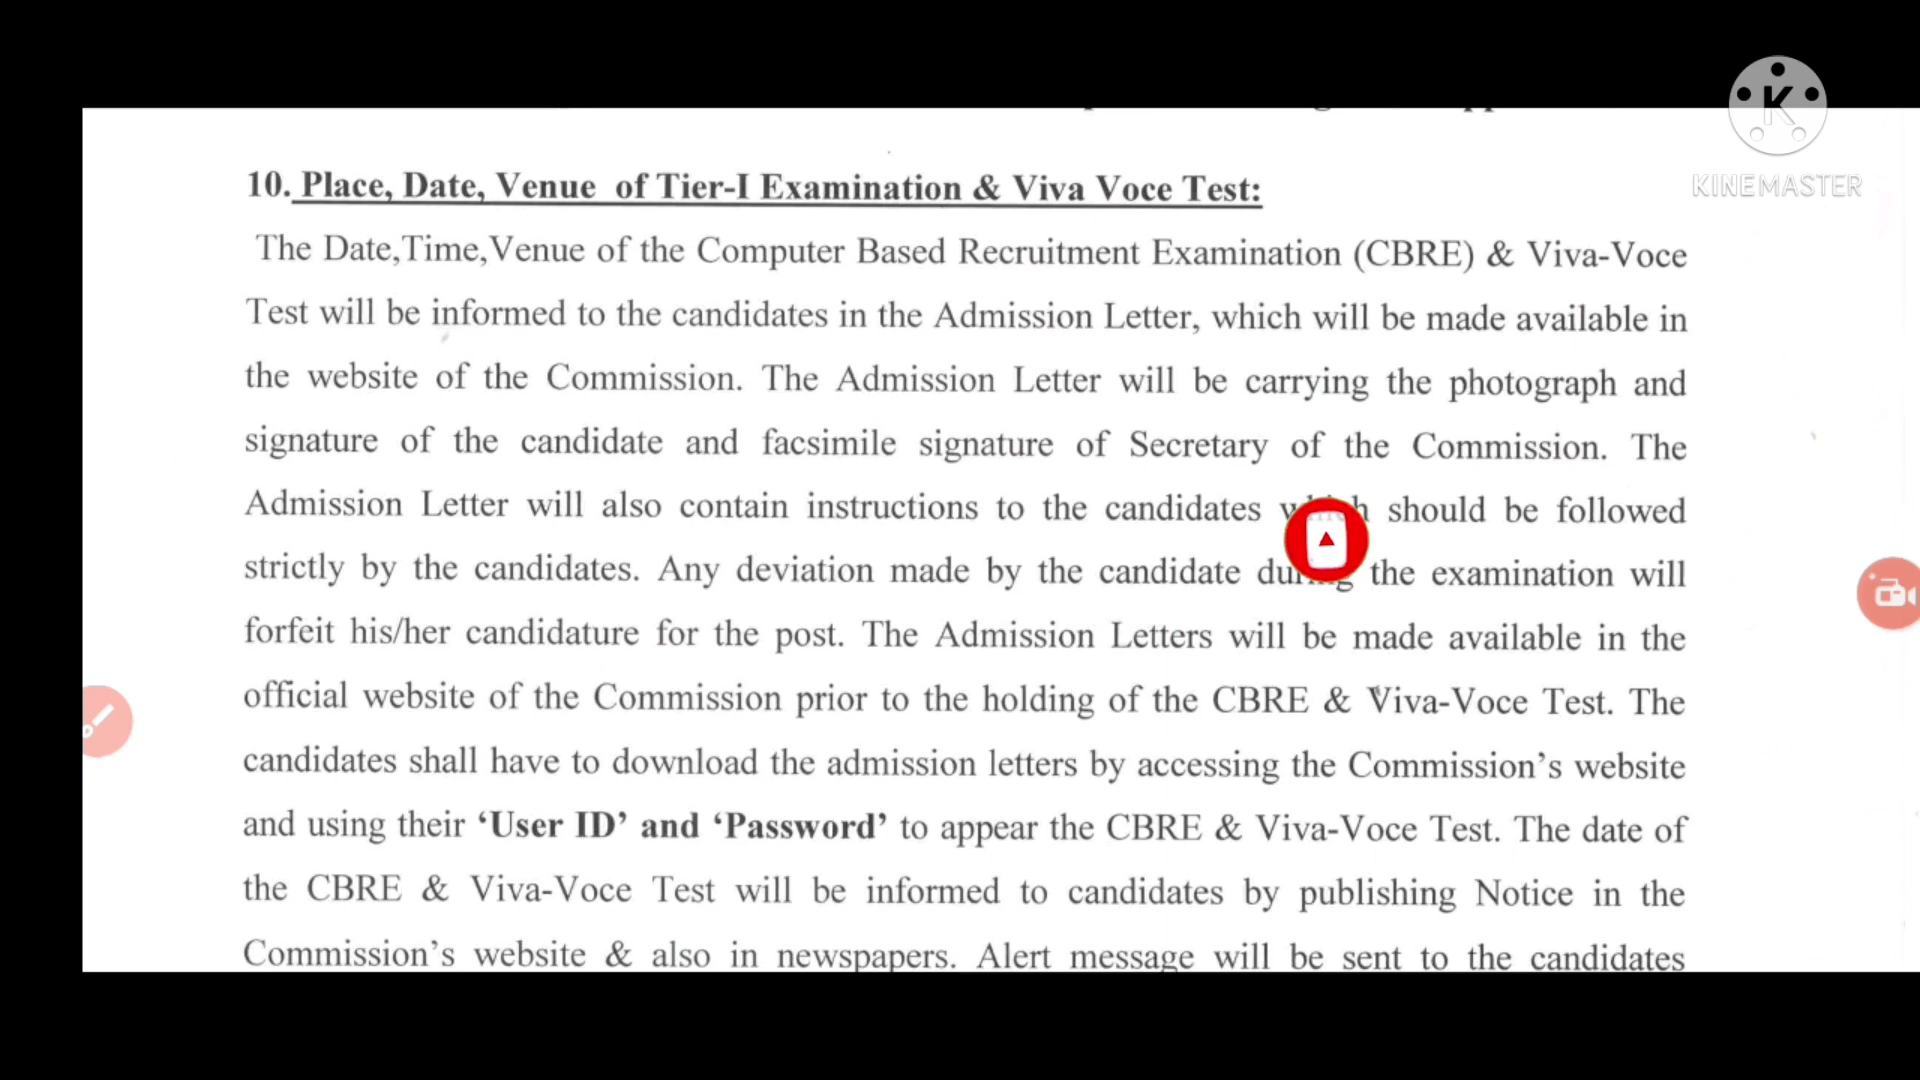 K
KINEMASTER
10. Place, Date, Venue of Tier-I Examination & Viva Voce Test:
The Date,Time,Venue of the Computer Based Recruitment Examination (CBRE) & Viva-Voce
Test will be informed to the candidates in the Admission Letter, which will be made available in
the website of the Commission. The Admission Letter will be carrying the photograph and
signature of the candidate and facsimile signature of Secretary of the Commission. The
Admission Letter will also contain instructions to the candidates should be followed
strictly by the candidates. Any deviation made by the candidate the examination will
forfeit his/her candidature for the post. The Admission Letters will be made available in the
official website of the Commission prior to the holding of the CBRE & Viva-Voce Test. The
candidates shall have to download the admission letters by accessing the Commission's website
and using their ‘User ID’ and ‘Password’ to appear the CBRE & Viva-Voce Test. The date of
the CBRE & Viva-Voce Test will be informed to candidates by publishing Notice in the
Commission's website & also in newspapers. Alert message will be sent to the candidates